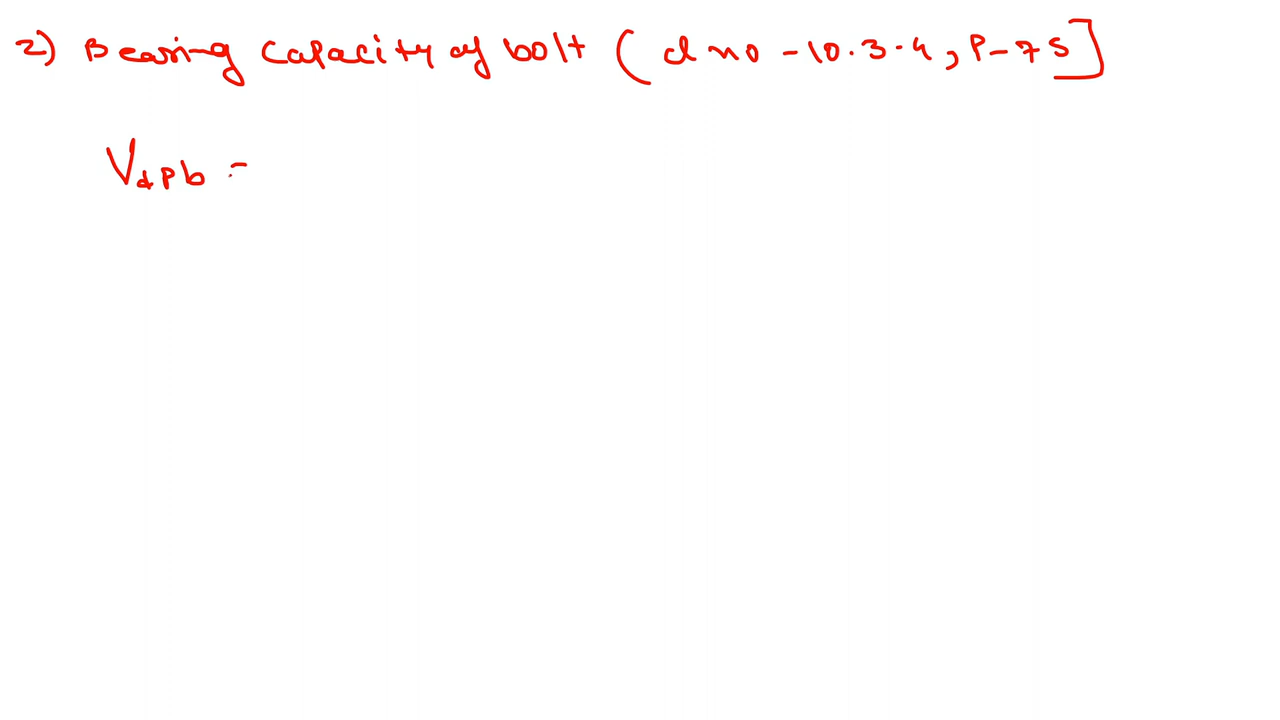 2) Bearing capacity of bolt ( cl no - 10.3.4, P-75]
Vdpb =